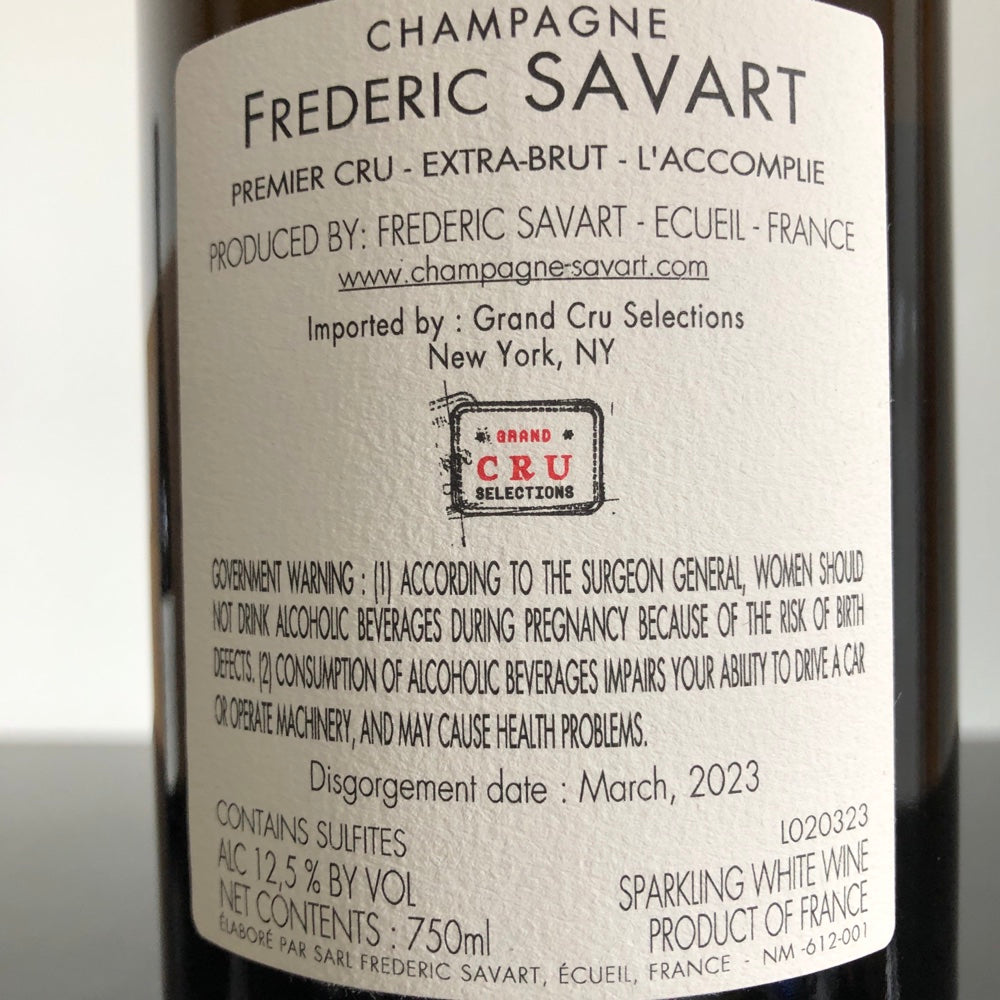 CHAMPAGNE
FREDERIC SAVART
PREMIER CRU - EXTRA-BRUT - L'ACCOMPLIE
PRODUCED BY: FREDERIC SAVART - ECUEIL - FRANCE
www.champagne-savart.com
Imported by : Grand Cru Selections
New York, NY
GRAND
CRU
SELECTIONS
GOVERNMENT WARNING : (1) ACCORDING TO THE SURGEON GENERAL, WOMEN SHOULD
NOT DRINK ALCOHOLIC BEVERAGES DURING PREGNANCY BECAUSE OF THE RISK OF BIRTH
DEFECTS. (2) CONSUMPTION OF ALCOHOLIC BEVERAGES IMPAIRS YOUR ABILITY TO DRIVE A CAR
OR OPERATE MACHINERY, AND MAY CAUSE HEALTH PROBLEMS.
Disgorgement date : March, 2023
CONTAINS SULFITES
ALC 12,5 % BY VOL
NET CONTENTS : 750ml
LO20323
SPARKLING WHITE WINE
PRODUCT OF FRANCE
ÉLABORÉ PAR SARL FREDERIC SAVART, ÉCUEIL, FRANCE - NM -612-001